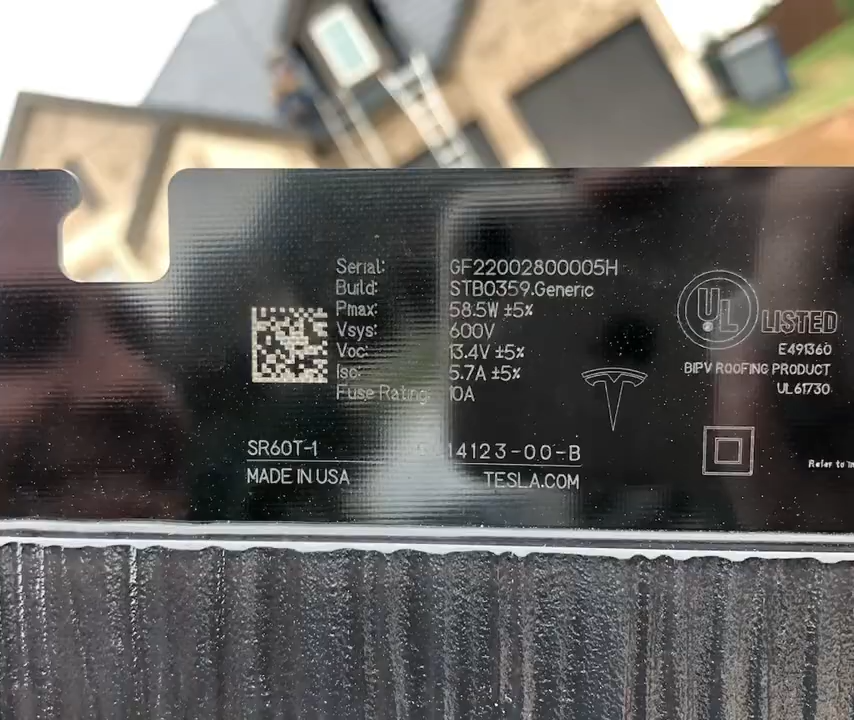 Serial: GF22002800005H
Build: STB0359.Generic
Pmax: 58.5W ±5%
Vsys: 600V
Voc: 13.4V ±5%
Isc: 5.7A ±5%
Fuse Rating: 10A
SR60T-1 14123-00-B
MADE IN USA TESLA.COM
UL LISTED
E491360
BIPV ROOFING PRODUCT
UL61730
Refer to